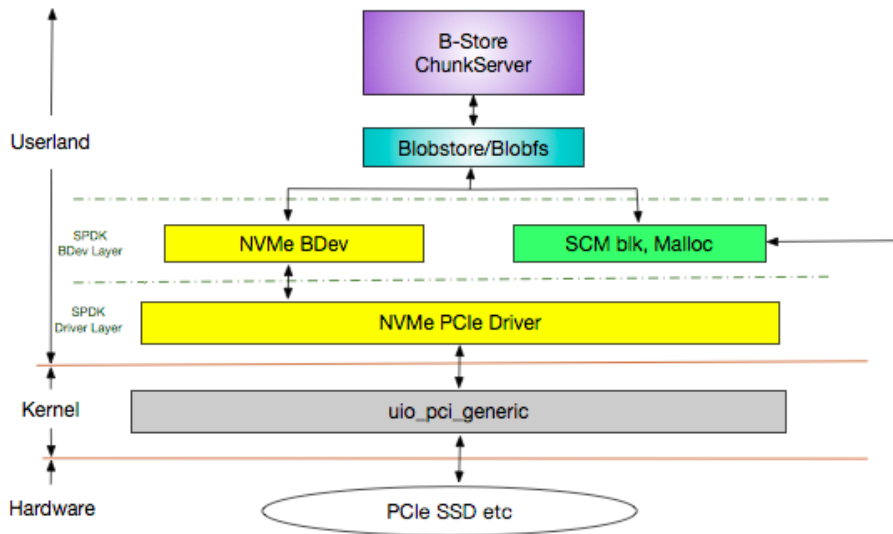 B-Store
ChunkServer
Userland
Blobstore/Blobfs
SPDK
BDev Layer
NVMe BDev
SCM blk, Malloc
SPDK
Driver Layer
NVMe PCIe Driver
Kernel
uio_pci_generic
Hardware
PCIe SSD etc